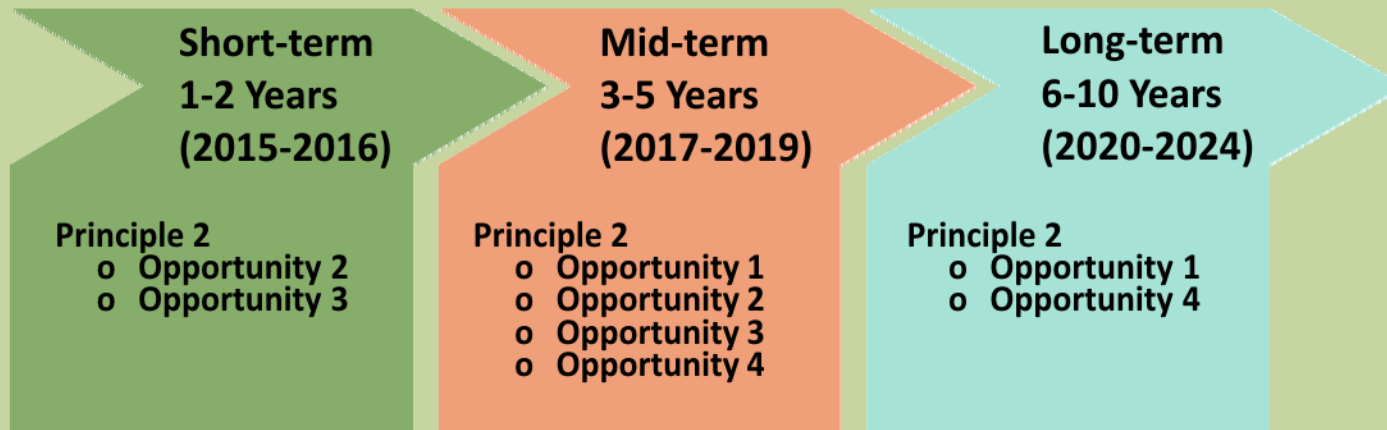 Short-term
1-2 Years
(2015-2016)
Principle 2
o Opportunity 2
o Opportunity 3
Mid-term
3-5 Years
(2017-2019)
Principle 2
o Opportunity 1
o Opportunity 2
o Opportunity 3
o Opportunity 4
Long-term
6-10 Years
(2020-2024)
Principle 2
o Opportunity 1
o Opportunity 4